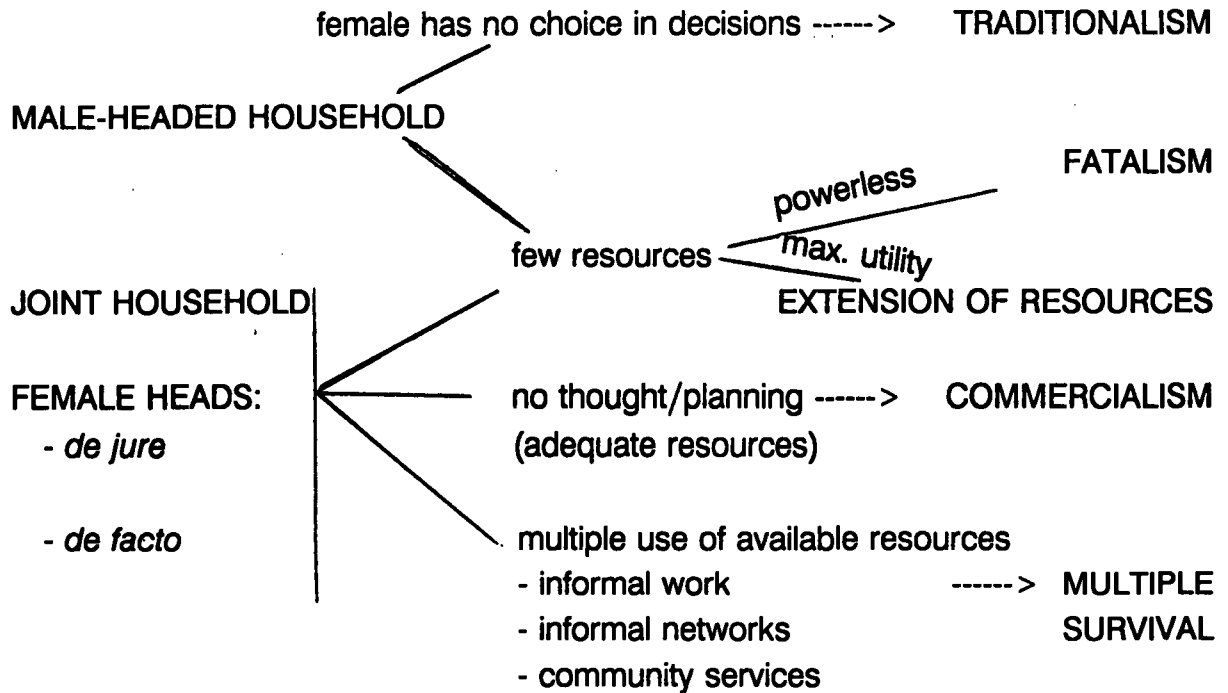 female has no choice in decisions ------> TRADITIONALISM
MALE-HEADED HOUSEHOLD
FATALISM
powerless
few resources
max. utility
JOINT HOUSEHOLD
EXTENSION OF RESOURCES
FEMALE HEADS:
no thought/planning ------> COMMERCIALISM
- de jure
(adequate resources)
- de facto
multiple use of available resources
- informal work ------> MULTIPLE
- informal networks SURVIVAL
- community services